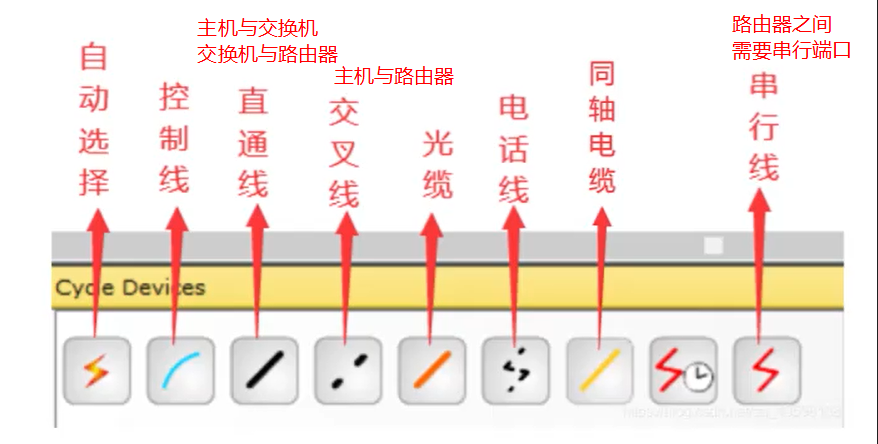 主机与交换机
交换机与路由器
主机与路由器
路由器之间
需要串行端口
自动选择
控制线
直通线
交叉线
光缆
电话线
同轴电缆
串行线
Cycle Devices